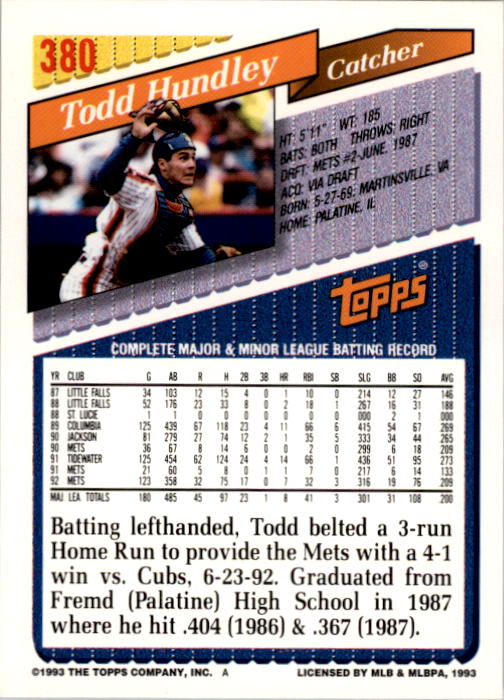 380
Todd Hundley
Catcher
HT: 5'11" WT: 185
BATS: BOTH THROWS: RIGHT
DRFT: METS #2-JUNE, 1987
ACQ: VIA DRAFT
BORN: 5-27-69, MARTINSVILLE, VA
HOME: PALATINE, IL
TOPPS
COMPLETE MAJOR & MINOR LEAGUE BATTING RECORD
YR CLUB G AB R H 2B 3B HR RBI SB SLG BB SO AVG
87 LITTLE FALLS 34 103 12 15 4 0 1 10 0 214 12 27 146
88 LITTLE FALLS 52 176 23 33 8 0 2 18 1 267 16 31 188
88 ST LUCIE 1 1 0 0 0 0 0 0 0 000 2 1 000
89 COLUMBIA 125 439 67 118 23 4 11 66 6 415 54 67 269
90 JACKSON 81 279 27 74 12 2 1 35 5 333 34 44 265
90 METS 36 67 8 14 6 0 0 2 0 299 6 18 209
91 TIDEWATER 125 454 62 124 24 4 14 66 1 436 51 95 273
91 METS 21 60 5 8 0 1 1 7 0 217 6 14 133
92 METS 123 358 32 75 17 0 7 32 3 316 19 76 209
MAJ LEA TOTALS 180 485 45 97 23 1 8 41 3 301 31 108 .200
Batting lefthanded, Todd belted a 3-run
Home Run to provide the Mets with a 4-1
win vs. Cubs, 6-23-92. Graduated from
Fremd (Palatine) High School in 1987
where he hit .404 (1986) & .367 (1987).
©1993 THE TOPPS COMPANY, INC. A LICENSED BY MLB & MLBPA, 1993